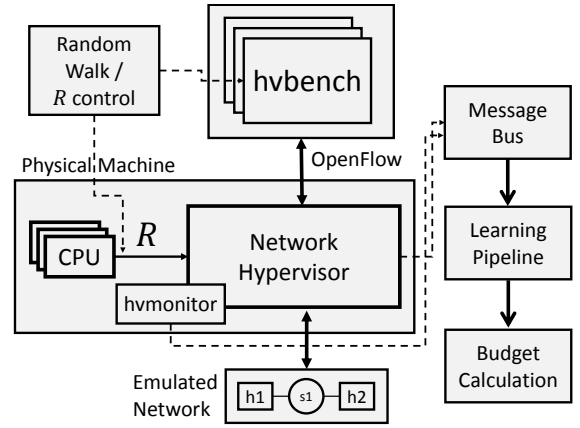 Random
Walk /
R control
hvbench
Message
Bus
OpenFlow
Physical Machine
CPU
R
Network
Hypervisor
hvmonitor
Learning
Pipeline
Emulated
Network
h1
s1
h2
Budget
Calculation